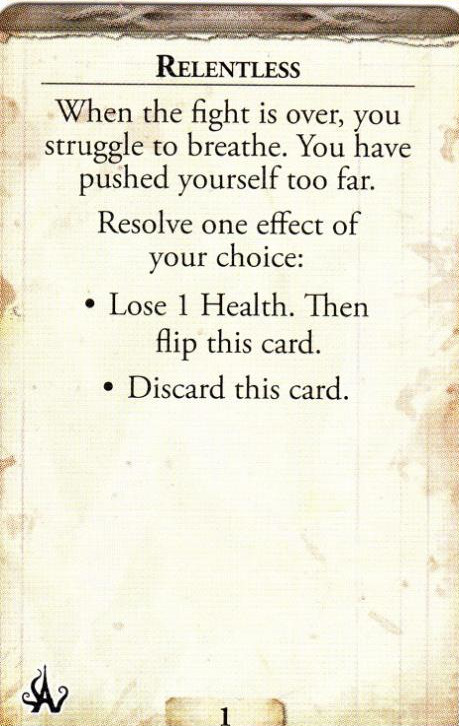 RELENTLESS
When the fight is over, you
struggle to breathe. You have
pushed yourself too far.
Resolve one effect of
your choice:
• Lose 1 Health. Then
flip this card.
• Discard this card.
1